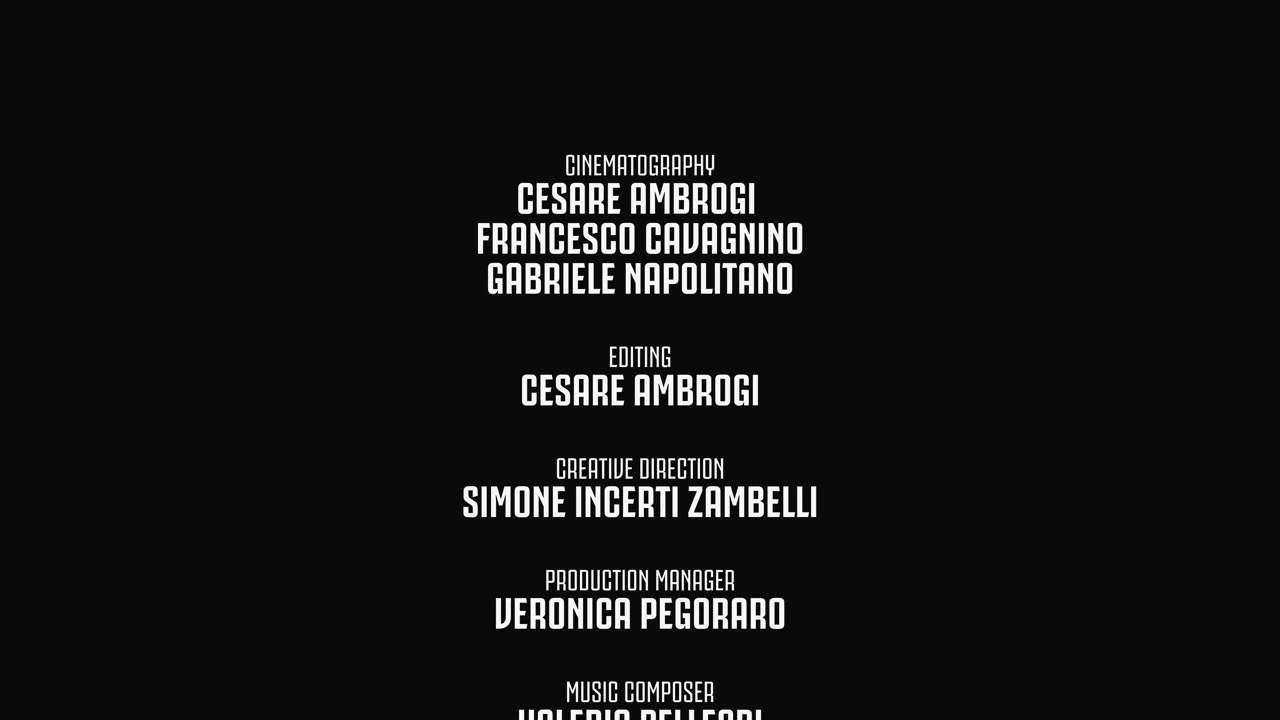 CINEMATOGRAPHY
CESARE AMBROGI
FRANCESCO CAVAGNINO
GABRIELE NAPOLITANO
EDITING
CESARE AMBROGI
CREATIVE DIRECTION
SIMONE INCERTI ZAMBELLI
PRODUCTION MANAGER
VERONICA PEGORARO
MUSIC COMPOSER